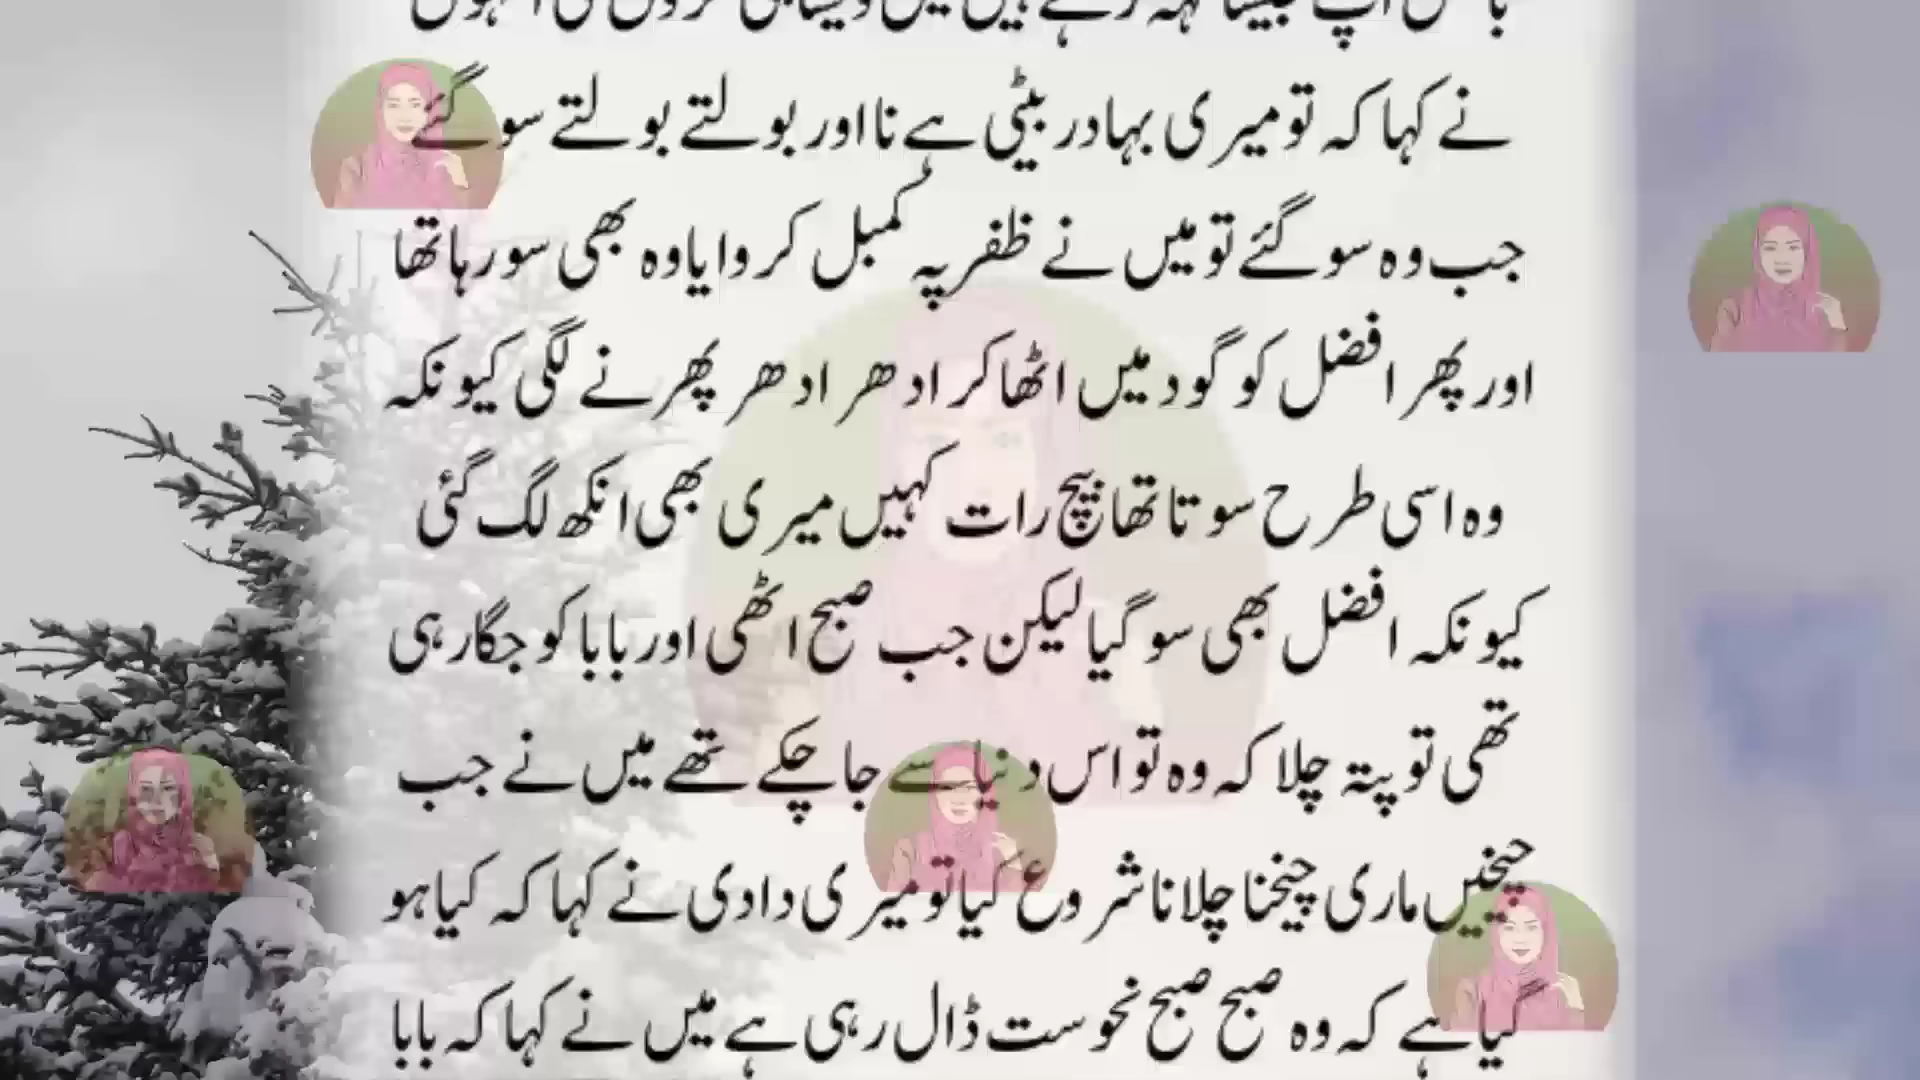 نے کہا کہ تو میری بہادر بیٹی ہے نا اور بولتے بولتے سو گئے
جب وہ سو گئے تو میں نے ظفر پہ کمبل کروایا وہ بھی سو رہا تھا
اور پھر افضل کو گود میں اٹھا کر ادھر ادھر پھرنے لگی کیونکہ
وہ اسی طرح سوتا تھا بیچ رات کہیں میری بھی انکھ لگ گئی
کیونکہ افضل بھی سو گیا لیکن جب صبح اٹھی اور بابا کو جگا رہی
تھی تو پتہ چلا کہ وہ تو اس دنیا سے جا چکے تھے میں نے جب
چیخیں ماری چیخنا چلانا شروع کیا تو میری دادی نے کہا کہ کیا ہو
گیا ہے کہ وہ صبح صبح نحوست ڈال رہی ہے میں نے کہا کہ بابا